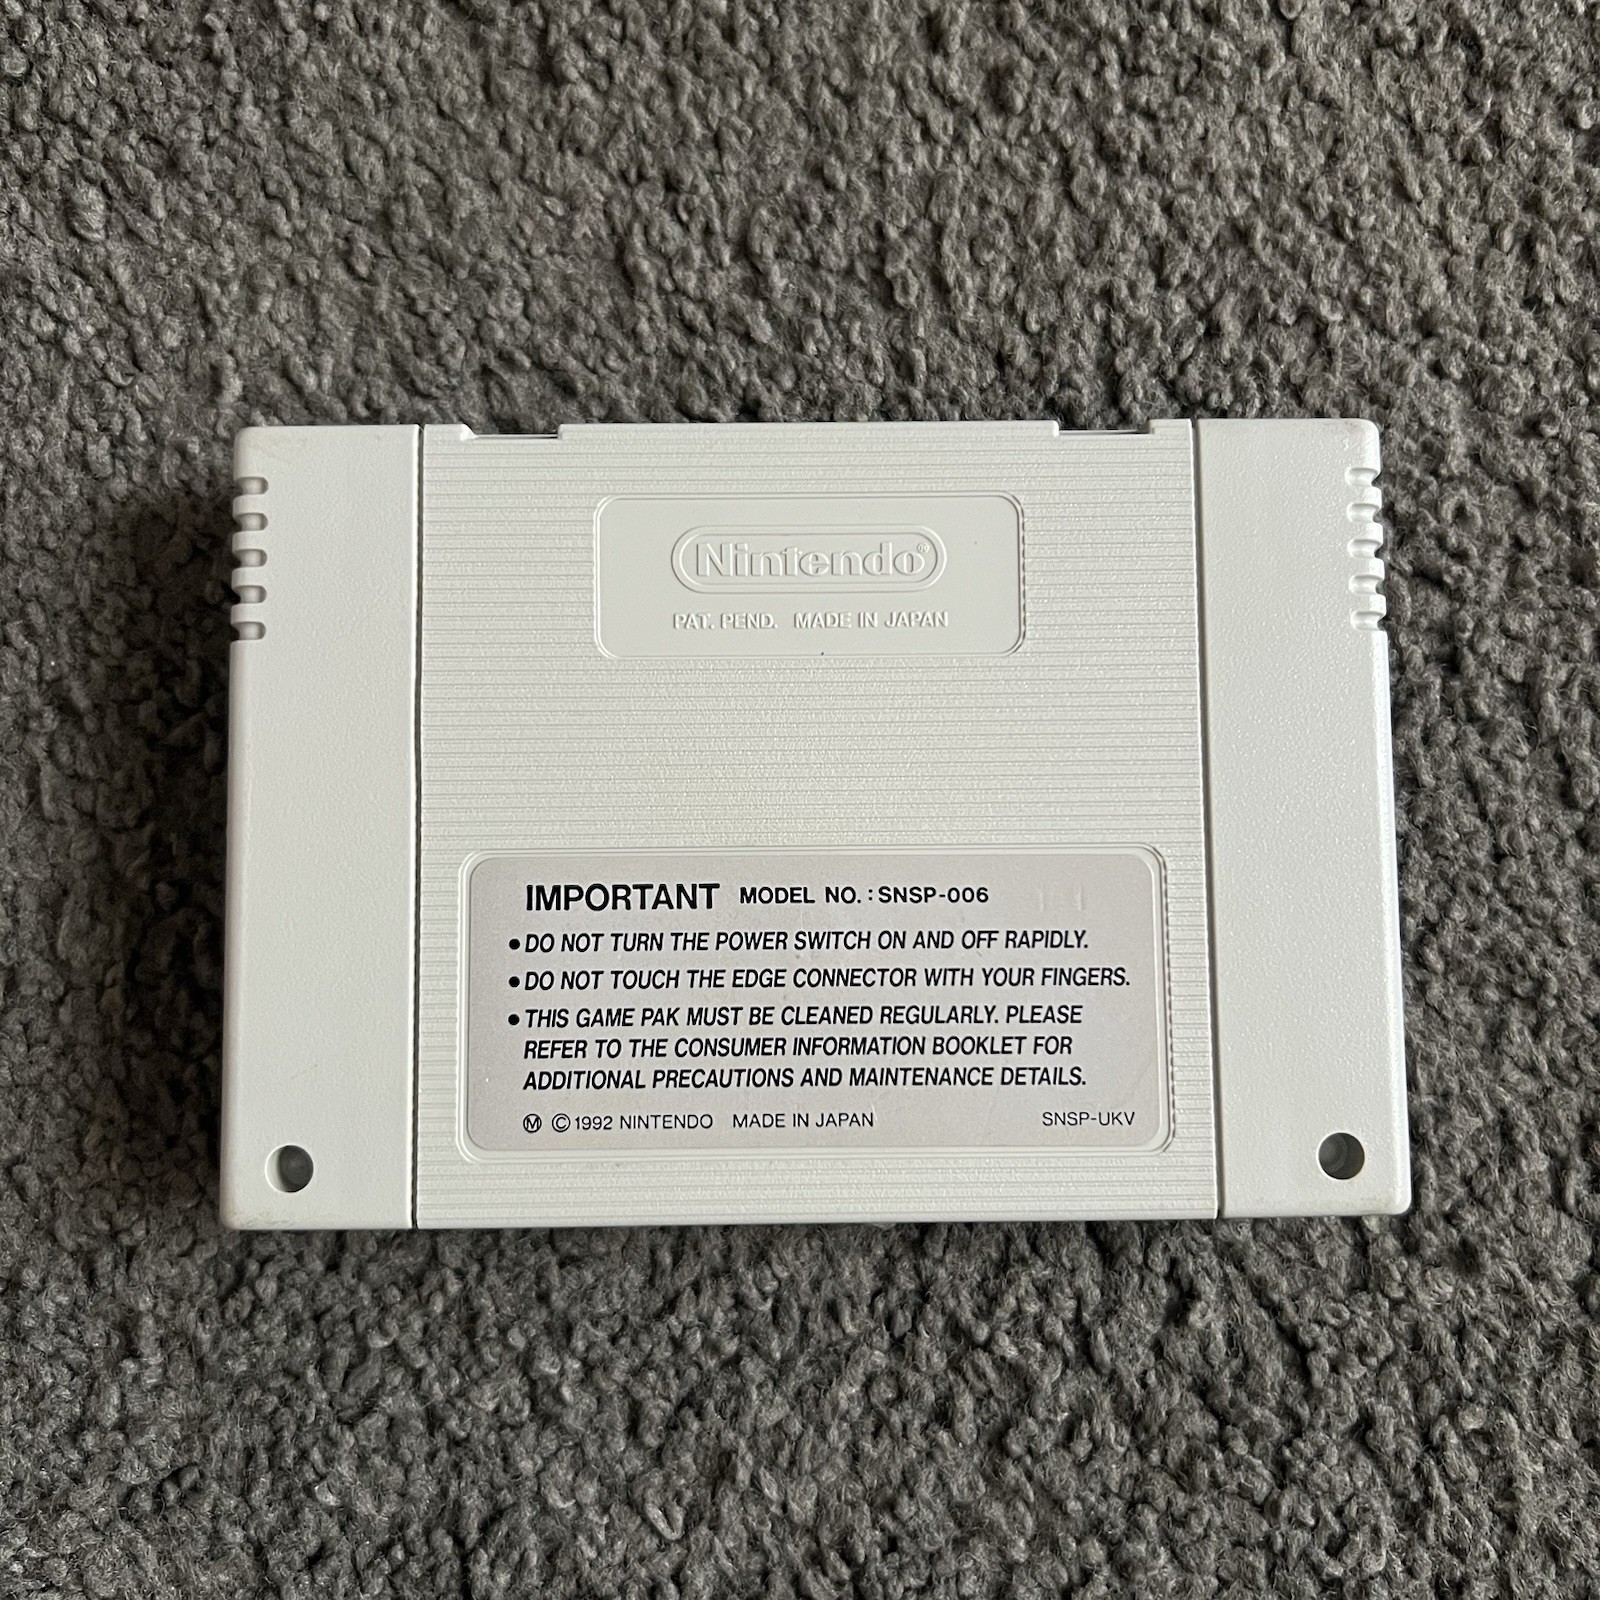 Nintendo®
PAT. PEND. MADE IN JAPAN
IMPORTANT MODEL NO.:SNSP-006
•DO NOT TURN THE POWER SWITCH ON AND OFF RAPIDLY.
•DO NOT TOUCH THE EDGE CONNECTOR WITH YOUR FINGERS.
•THIS GAME PAK MUST BE CLEANED REGULARLY. PLEASE
REFER TO THE CONSUMER INFORMATION BOOKLET FOR
ADDITIONAL PRECAUTIONS AND MAINTENANCE DETAILS.
Ⓜ ©1992 NINTENDO MADE IN JAPAN SNSP-UKV